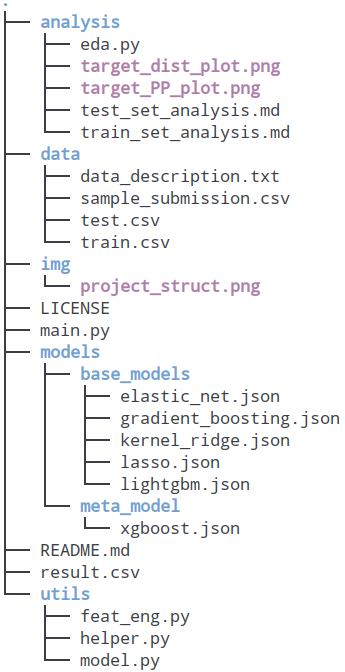 .
analysis
eda.py
target_dist_plot.png
target_PP_plot.png
test_set_analysis.md
train_set_analysis.md
data
data_description.txt
sample_submission.csv
test.csv
train.csv
img
project_struct.png
LICENSE
main.py
models
base_models
elastic_net.json
gradient_boosting.json
kernel_ridge.json
lasso.json
lightgbm.json
meta_model
xgboost.json
README.md
result.csv
utils
feat_eng.py
helper.py
model.py